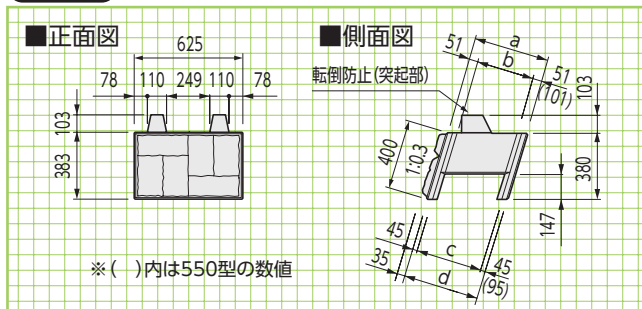 ■正面図
625
78 110 249 110 78
103
383
※( )内は550型の数値
■側面図
51 a
b
51
(101)
103
転倒防止(突起部)
400
1:0.3
380
147
45
35
c
d
45
(95)